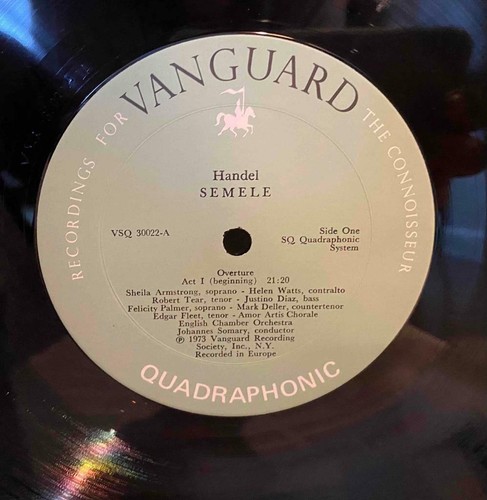 RECORDINGS FOR VANGUARD THE CONNOISSEUR
Handel
SEMELE
VSQ 30022-A
Side One
SQ Quadraphonic
System
Overture
Act I (beginning) 21:20
Sheila Armstrong, soprano - Helen Watts, contralto
Robert Tear, tenor - Justino Diaz, bass
Felicity Palmer, soprano - Mark Deller, countertenor
Edgar Fleet, tenor - Amor Artis Chorale
English Chamber Orchestra
Johannes Somary, conductor
℗ 1973 Vanguard Recording
Society, Inc., N.Y.
Recorded in Europe
QUADRAPHONIC